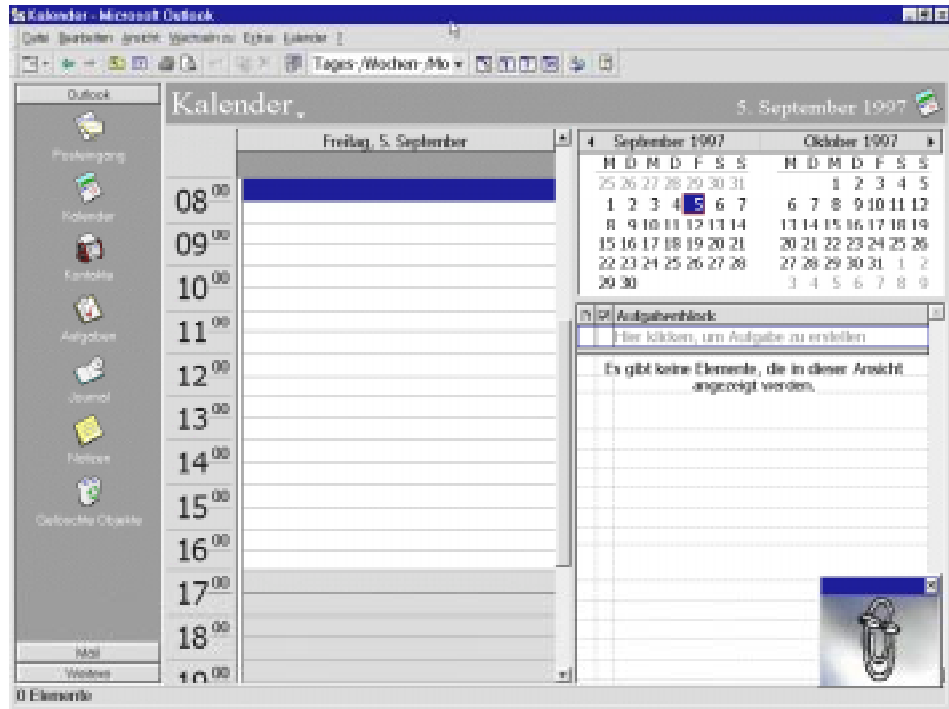 Kalender - Microsoft Outlook
Datei Bearbeiten Ansicht Wechseln zu Extras Kalender ?
Tages-/Wochen-/Mo
Outlook
Posteingang
Kalender
Kontakte
Aufgaben
Journal
Notizen
Gelöschte Objekte
Mail
Weitere
Kalender
5. September 1997
Freitag, 5. September
08 00
09 00
10 00
11 00
12 00
13 00
14 00
15 00
16 00
17 00
18 00
19 00
September 1997
M D M D F S S
25 26 27 28 29 30 31
1 2 3 4 5 6 7
8 9 10 11 12 13 14
15 16 17 18 19 20 21
22 23 24 25 26 27 28
29 30
Oktober 1997
M D M D F S S
1 2 3 4 5
6 7 8 9 10 11 12
13 14 15 16 17 18 19
20 21 22 23 24 25 26
27 28 29 30 31 1 2
3 4 5 6 7 8 9
Aufgabenblock
Hier klicken, um Aufgabe zu erstellen
Es gibt keine Elemente, die in dieser Ansicht
angezeigt werden.
0 Elemente